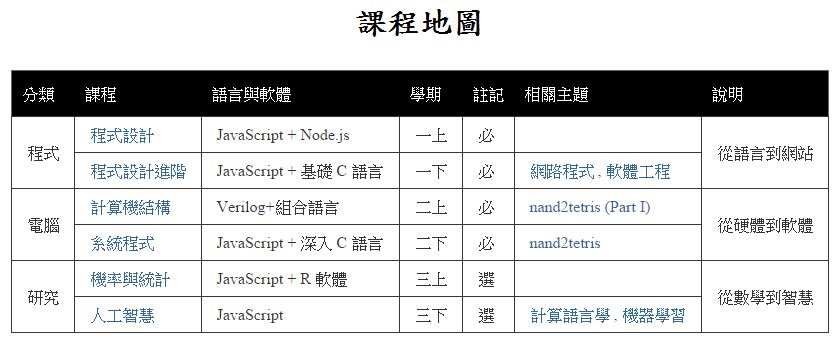 課程地圖
分類 課程 語言與軟體 學期 註記 相關主題 說明
程式 程式設計 JavaScript + Node.js 一上 必 從語言到網站
程式設計進階 JavaScript + 基礎 C 語言 一下 必 網路程式 , 軟體工程
電腦 計算機結構 Verilog+組合語言 二上 必 nand2tetris (Part I) 從硬體到軟體
系統程式 JavaScript + 深入 C 語言 二下 必 nand2tetris
研究 機率與統計 JavaScript + R 軟體 三上 選 從數學到智慧
人工智慧 JavaScript 三下 選 計算語言學 , 機器學習